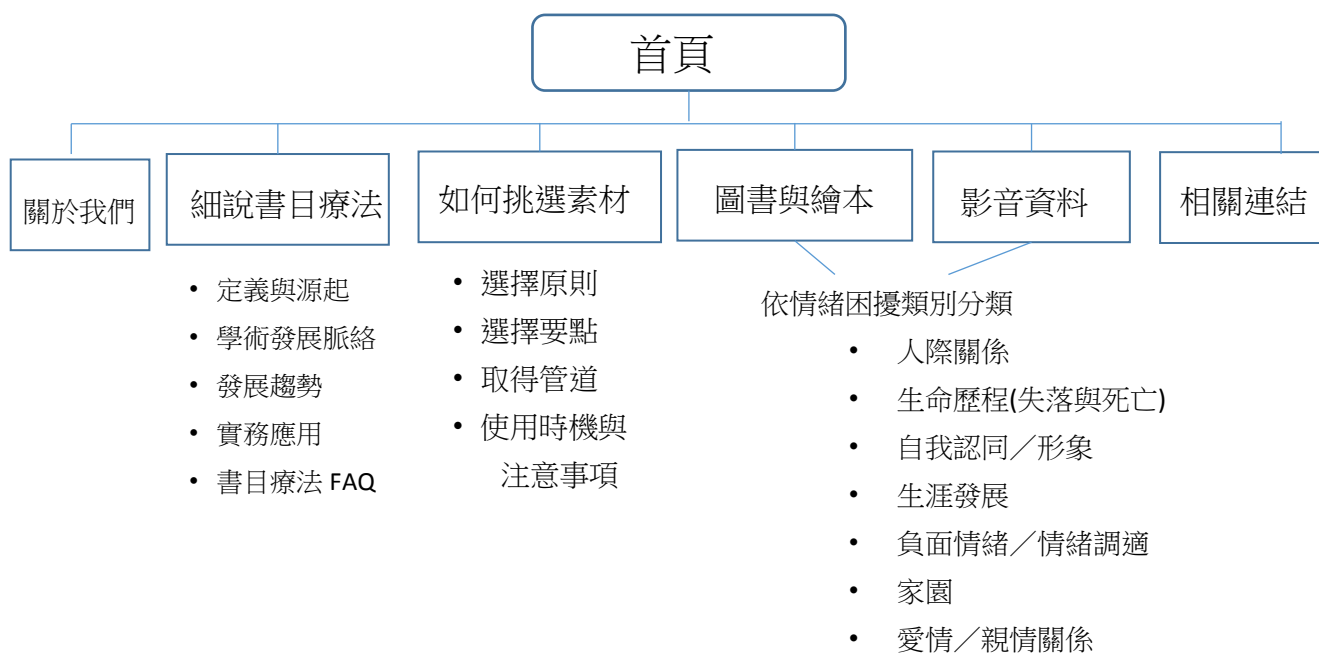 首頁
關於我們
細說書目療法
如何挑選素材
圖書與繪本
影音資料
相關連結
• 定義與源起
• 學術發展脈絡
• 發展趨勢
• 實務應用
• 書目療法 FAQ
• 選擇原則
• 選擇要點
• 取得管道
• 使用時機與
注意事項
依情緒困擾類別分類
• 人際關係
• 生命歷程(失落與死亡)
• 自我認同／形象
• 生涯發展
• 負面情緒／情緒調適
• 家園
• 愛情／親情關係